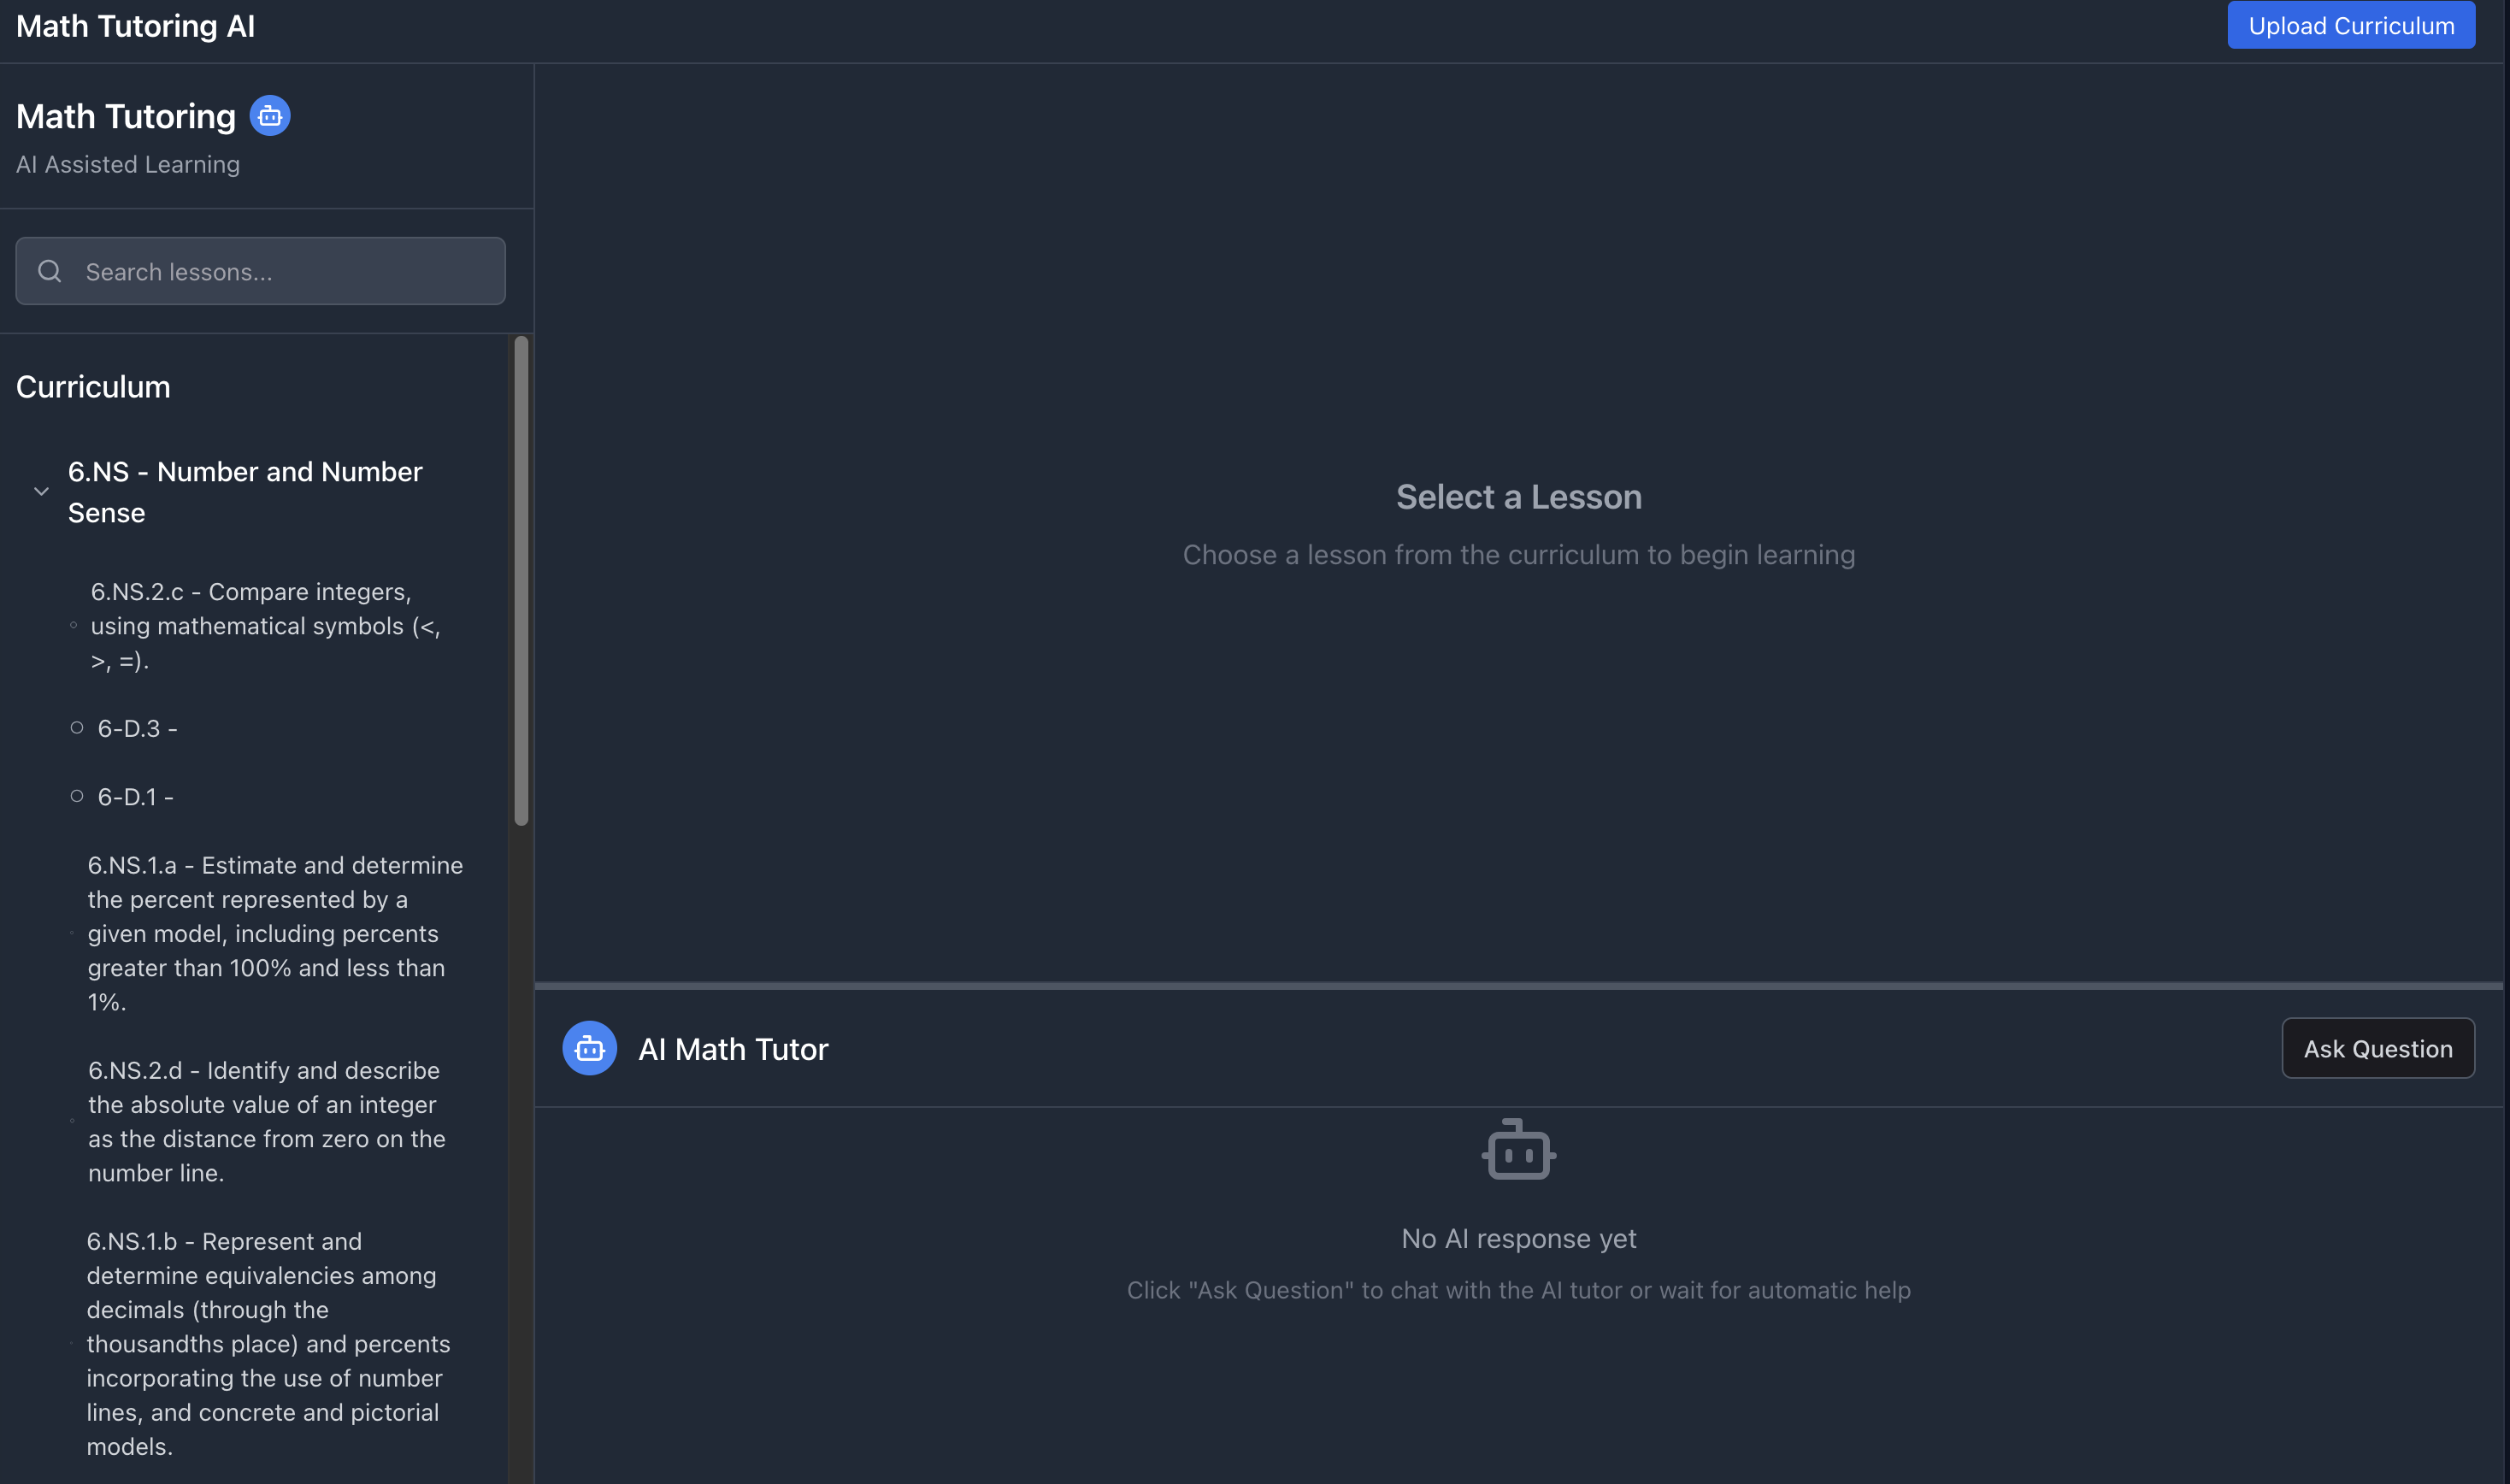 Math Tutoring AI
Upload Curriculum
Math Tutoring
AI Assisted Learning
Search lessons...
Curriculum
6.NS - Number and Number
Sense
6.NS.2.c - Compare integers,
using mathematical symbols (<,
>, =).
6-D.3 -
6-D.1 -
6.NS.1.a - Estimate and determine
the percent represented by a
given model, including percents
greater than 100% and less than
1%.
6.NS.2.d - Identify and describe
the absolute value of an integer
as the distance from zero on the
number line.
6.NS.1.b - Represent and
determine equivalencies among
decimals (through the
thousandths place) and percents
incorporating the use of number
lines, and concrete and pictorial
models.
Select a Lesson
Choose a lesson from the curriculum to begin learning
AI Math Tutor
Ask Question
No AI response yet
Click "Ask Question" to chat with the AI tutor or wait for automatic help